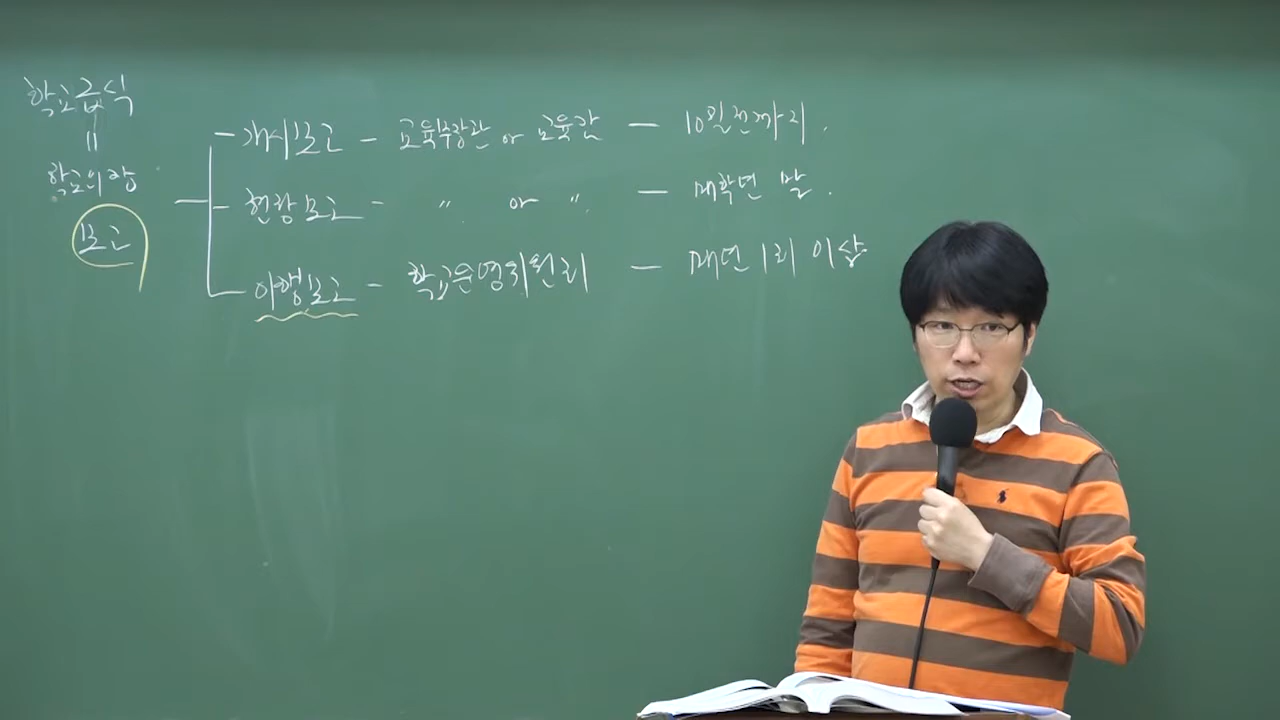 학교급식
=
학교의 장
보고
개시보고 - 교육부장관 or 교육감 - 10일전까지.
현황보고 - 〃 or 〃 - 매학년 말.
이행보고 - 학교운영위원회 - 매년 1회 이상